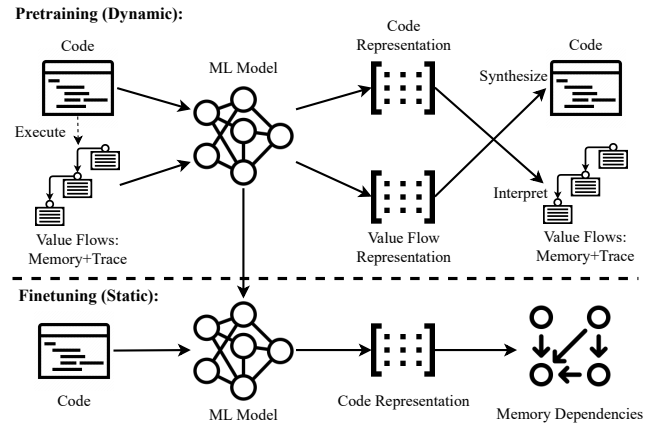 Pretraining (Dynamic):
Code
ML Model
Code
Representation
Code
Execute
Synthesize
Interpret
Value Flows:
Memory+Trace
Value Flow
Representation
Value Flows:
Memory+Trace
Finetuning (Static):
Code
ML Model
Code Representation
Memory Dependencies